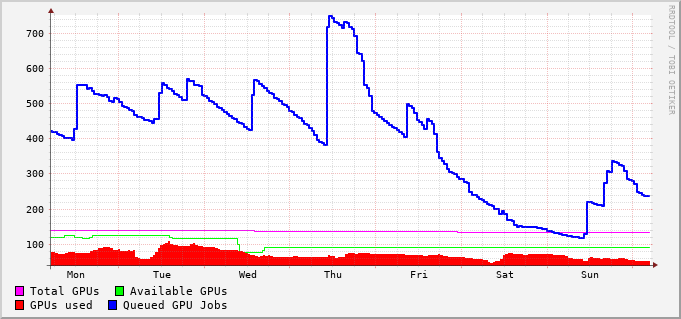 RRDTOOL / TOBI OETIKER
700
600
500
400
300
200
100
Mon Tue Wed Thu Fri Sat Sun
Total GPUs Available GPUs
GPUs used Queued GPU Jobs